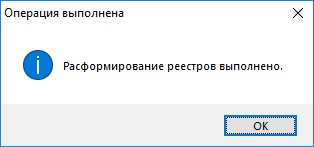 Операция выполнена
Расформирование реестров выполнено.
OK